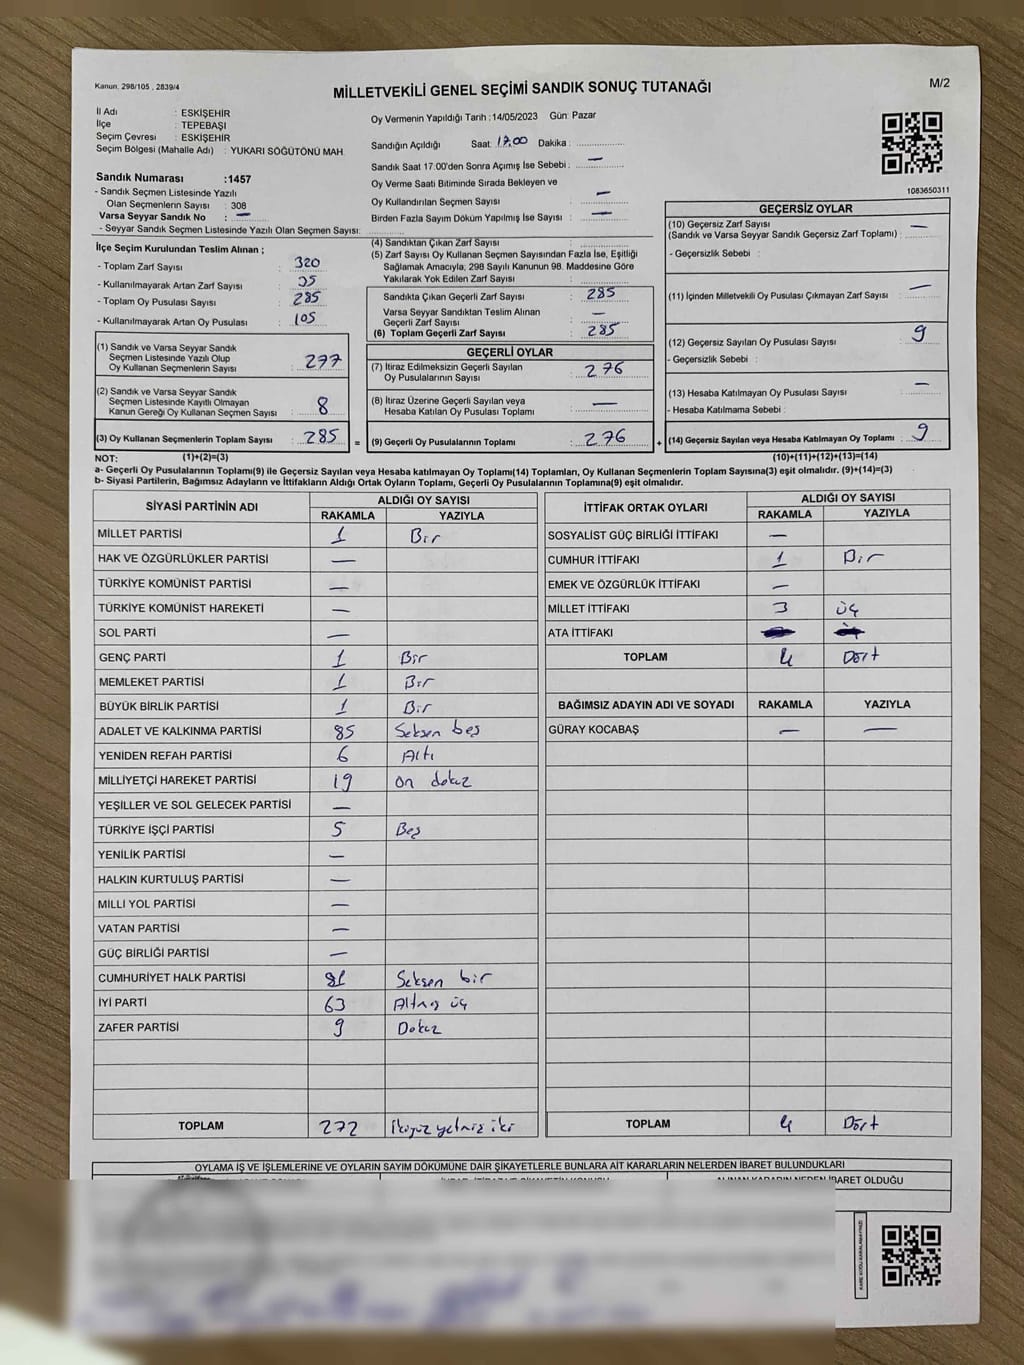 Kanun. 298/105 , 2839/4
MİLLETVEKİLİ GENEL SEÇİMİ SANDIK SONUÇ TUTANAĞI
M/2
İl Adı : ESKİŞEHİR
İlçe : TEPEBAŞI
Seçim Çevresi : ESKİŞEHİR
Seçim Bölgesi (Mahalle Adı) : YUKARI SÖĞÜTÖNÜ MAH.
Sandık Numarası :1457
- Sandık Seçmen Listesinde Yazılı
Olan Seçmenlerin Sayısı : 308
Varsa Seyyar Sandık No : —
- Seyyar Sandık Seçmen Listesinde Yazılı Olan Seçmen Sayısı:
Oy Vermenin Yapıldığı Tarih :14/05/2023 Gün: Pazar
Sandığın Açıldığı Saat: 17.00 Dakika :
Sandık Saat 17:00'den Sonra Açımış İse Sebebi : —
Oy Verme Saati Bitiminde Sırada Bekleyen ve
Oy Kullandırılan Seçmen Sayısı : —
Birden Fazla Sayım Döküm Yapılmış İse Sayısı : —
1083650311
İlçe Seçim Kurulundan Teslim Alınan ;
- Toplam Zarf Sayısı : 320
- Kullanılmayarak Artan Zarf Sayısı : 35
- Toplam Oy Pusulası Sayısı : 285
- Kullanılmayarak Artan Oy Pusulası : 105
(4) Sandıktan Çıkan Zarf Sayısı :
(5) Zarf Sayısı Oy Kullanan Seçmen Sayısından Fazla İse, Eşitliği
Sağlamak Amacıyla, 298 Sayılı Kanunun 98. Maddesine Göre
Yakılarak Yok Edilen Zarf Sayısı :
Sandıkta Çıkan Geçerli Zarf Sayısı : 285
Varsa Seyyar Sandıktan Teslim Alınan
Geçerli Zarf Sayısı : —
(6) Toplam Geçerli Zarf Sayısı : 285
GEÇERSİZ OYLAR
(10) Geçersiz Zarf Sayısı
(Sandık ve Varsa Seyyar Sandık Geçersiz Zarf Toplamı) : —
- Geçersizlik Sebebi :
(11) İçinden Milletvekili Oy Pusulası Çıkmayan Zarf Sayısı : —
(12) Geçersiz Sayılan Oy Pusulası Sayısı : 9
- Geçersizlik Sebebi :
(13) Hesaba Katılmayan Oy Pusulası Sayısı : —
- Hesaba Katılmama Sebebi :
(14) Geçersiz Sayılan veya Hesaba Katılmayan Oy Toplamı : 9
(1) Sandık ve Varsa Seyyar Sandık
Seçmen Listesinde Yazılı Olup
Oy Kullanan Seçmenlerin Sayısı : 277
(2) Sandık ve Varsa Seyyar Sandık
Seçmen Listesinde Kayıtlı Olmayan
Kanun Gereği Oy Kullanan Seçmen Sayısı : 8
(3) Oy Kullanan Seçmenlerin Toplam Sayısı : 285 =
GEÇERLİ OYLAR
(7) İtiraz Edilmeksizin Geçerli Sayılan
Oy Pusulalarının Sayısı : 276
(8) İtiraz Üzerine Geçerli Sayılan veya
Hesaba Katılan Oy Pusulası Toplamı : —
(9) Geçerli Oy Pusulalarının Toplamı : 276 +
NOT: (1)+(2)=(3) (10)+(11)+(12)+(13)=(14)
a- Geçerli Oy Pusulalarının Toplamı(9) ile Geçersiz Sayılan veya Hesaba katılmayan Oy Toplamı(14) Toplamları, Oy Kullanan Seçmenlerin Toplam Sayısına(3) eşit olmalıdır. (9)+(14)=(3)
b- Siyasi Partilerin, Bağımsız Adayların ve İttifakların Aldığı Ortak Oyların Toplamı, Geçerli Oy Pusulalarının Toplamına(9) eşit olmalıdır.
SİYASİ PARTİNİN ADI ALDIĞI OY SAYISI
RAKAMLA YAZIYLA
MİLLET PARTİSİ 1 Bir
HAK VE ÖZGÜRLÜKLER PARTİSİ —
TÜRKİYE KOMÜNİST PARTİSİ —
TÜRKİYE KOMÜNİST HAREKETİ —
SOL PARTİ —
GENÇ PARTİ 1 Bir
MEMLEKET PARTİSİ 1 Bir
BÜYÜK BİRLİK PARTİSİ 1 Bir
ADALET VE KALKINMA PARTİSİ 85 Seksen beş
YENİDEN REFAH PARTİSİ 6 Altı
MİLLİYETÇİ HAREKET PARTİSİ 19 on dokuz
YEŞİLLER VE SOL GELECEK PARTİSİ —
TÜRKİYE İŞÇİ PARTİSİ 5 Beş
YENİLİK PARTİSİ —
HALKIN KURTULUŞ PARTİSİ —
MİLLİ YOL PARTİSİ —
VATAN PARTİSİ —
GÜÇ BİRLİĞİ PARTİSİ —
CUMHURİYET HALK PARTİSİ 81 Seksen bir
İYİ PARTİ 63 Altmış üç
ZAFER PARTİSİ 9 Dokuz
TOPLAM 272 ikiyüz yetmiş iki
İTTİFAK ORTAK OYLARI ALDIĞI OY SAYISI
RAKAMLA YAZIYLA
SOSYALİST GÜÇ BİRLİĞİ İTTİFAKI —
CUMHUR İTTİFAKI 1 Bir
EMEK VE ÖZGÜRLÜK İTTİFAKI —
MİLLET İTTİFAKI 3 üç
ATA İTTİFAKI
TOPLAM 4 Dört
BAĞIMSIZ ADAYIN ADI VE SOYADI RAKAMLA YAZIYLA
GÜRAY KOCABAŞ — —
TOPLAM 4 Dört
OYLAMA İŞ VE İŞLEMLERİNE VE OYLARIN SAYIM DÖKÜMÜNE DAİR ŞİKAYETLERLE BUNLARA AİT KARARLARIN NELERDEN İBARET BULUNDUKLARI
ALINAN KARARIN NEDEN İBARET OLDUĞU